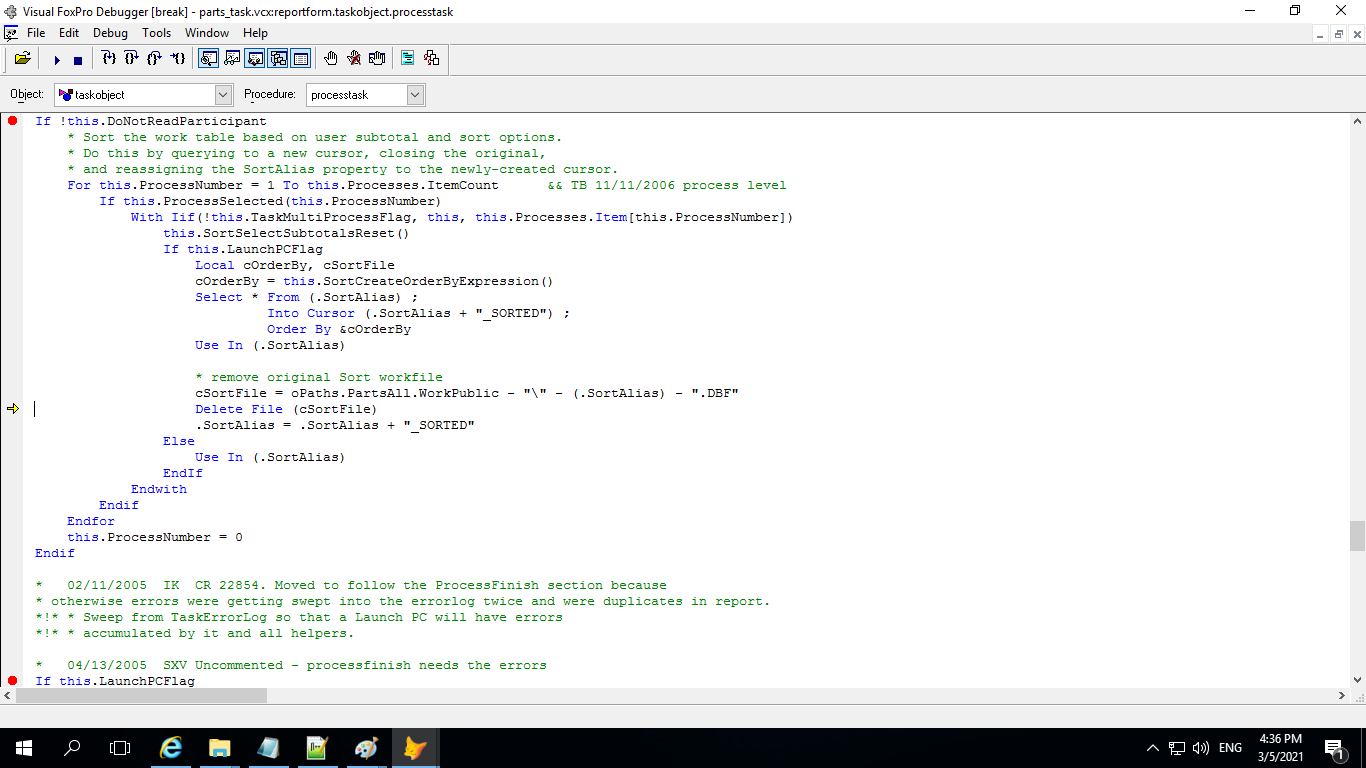 Visual FoxPro Debugger [break] - parts_task.vcx:reportform.taskobject.processtask
File Edit Debug Tools Window Help
Object: taskobject Procedure: processtask
If !this.DoNotReadParticipant
* Sort the work table based on user subtotal and sort options.
* Do this by querying to a new cursor, closing the original,
* and reassigning the SortAlias property to the newly-created cursor.
For this.ProcessNumber = 1 To this.Processes.ItemCount && TB 11/11/2006 process level
If this.ProcessSelected(this.ProcessNumber)
With Iif(!this.TaskMultiProcessFlag, this, this.Processes.Item[this.ProcessNumber])
this.SortSelectSubtotalsReset()
If this.LaunchPCFlag
Local cOrderBy, cSortFile
cOrderBy = this.SortCreateOrderByExpression()
Select * From (.SortAlias) ;
Into Cursor (.SortAlias + "_SORTED") ;
Order By &cOrderBy
Use In (.SortAlias)
* remove original Sort workfile
cSortFile = oPaths.PartsAll.WorkPublic - "\" - (.SortAlias) - ".DBF"
Delete File (cSortFile)
.SortAlias = .SortAlias + "_SORTED"
Else
Use In (.SortAlias)
EndIf
Endwith
Endif
Endfor
this.ProcessNumber = 0
Endif
* 02/11/2005 IK CR 22854. Moved to follow the ProcessFinish section because
* otherwise errors were getting swept into the errorlog twice and were duplicates in report.
*!* * Sweep from TaskErrorLog so that a Launch PC will have errors
*!* * accumulated by it and all helpers.
* 04/13/2005 SXV Uncommented - processfinish needs the errors
If this.LaunchPCFlag
ENG
4:36 PM
3/5/2021
1